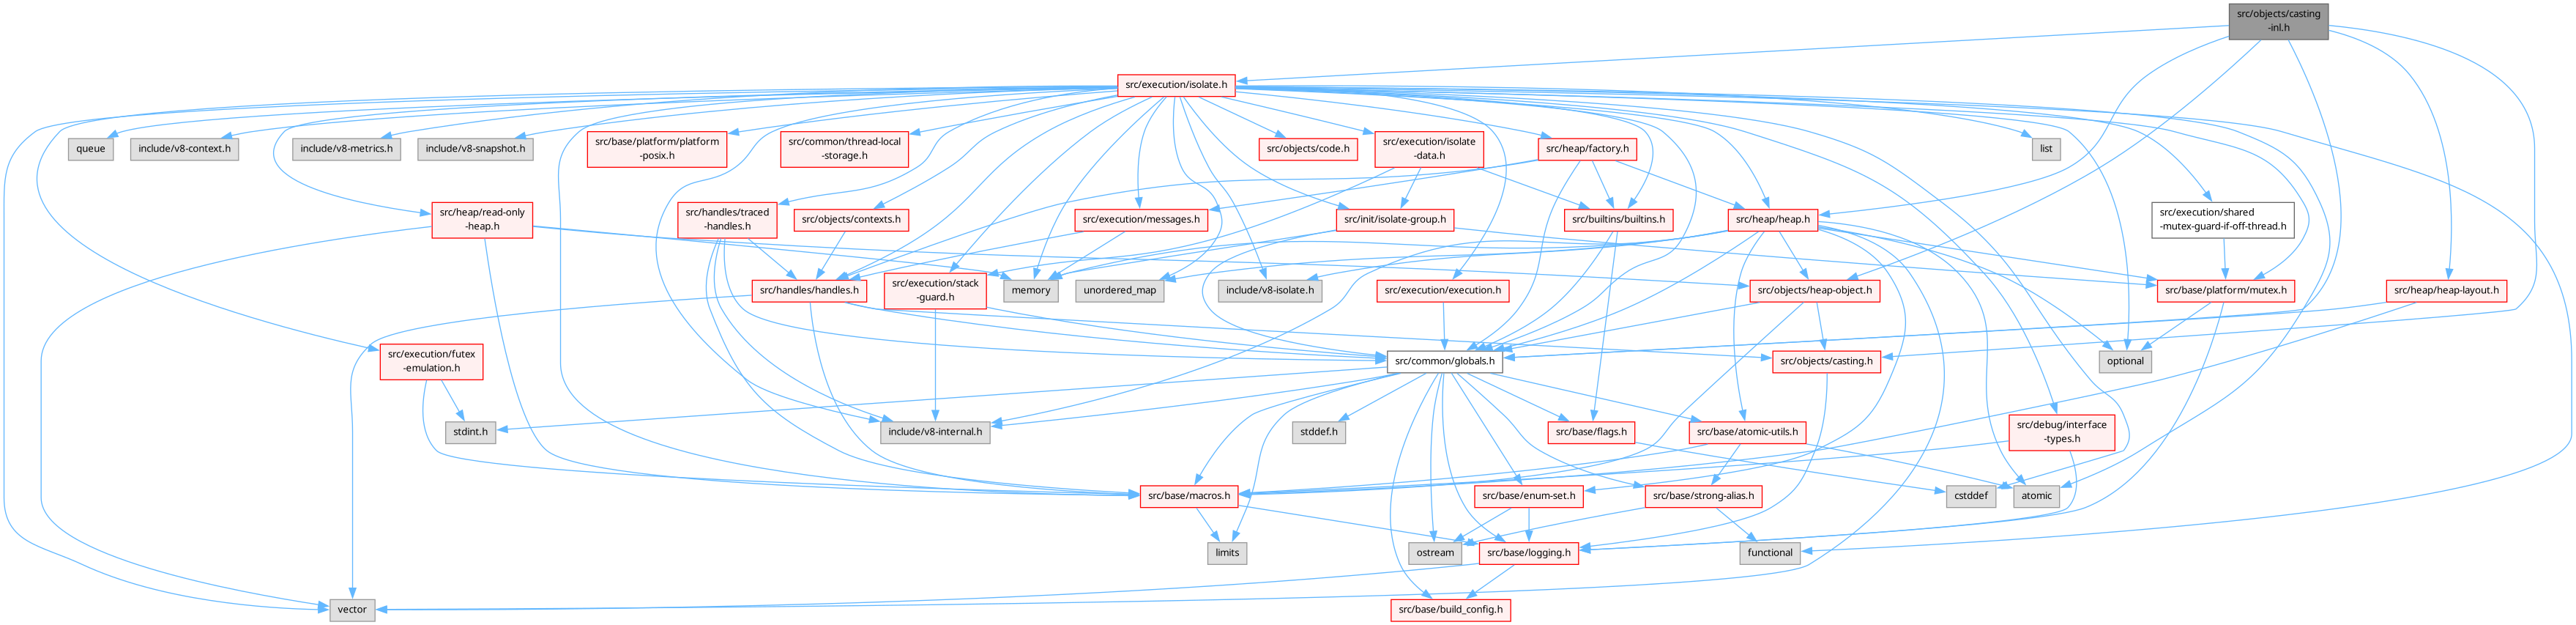 src/objects/casting
-inl.h
src/execution/isolate.h
queue
include/v8-context.h
include/v8-metrics.h
include/v8-snapshot.h
src/base/platform/platform
-posix.h
src/common/thread-local
-storage.h
src/objects/code.h
src/execution/isolate
-data.h
src/heap/factory.h
list
src/heap/read-only
-heap.h
src/handles/traced
-handles.h
src/objects/contexts.h
src/execution/messages.h
src/init/isolate-group.h
src/builtins/builtins.h
src/heap/heap.h
src/execution/shared
-mutex-guard-if-off-thread.h
src/handles/handles.h
src/execution/stack
-guard.h
memory
unordered_map
include/v8-isolate.h
src/execution/execution.h
src/objects/heap-object.h
src/base/platform/mutex.h
src/heap/heap-layout.h
src/execution/futex
-emulation.h
src/common/globals.h
src/objects/casting.h
optional
stdint.h
include/v8-internal.h
stddef.h
src/base/flags.h
src/base/atomic-utils.h
src/debug/interface
-types.h
src/base/macros.h
src/base/enum-set.h
src/base/strong-alias.h
cstddef
atomic
limits
ostream
src/base/logging.h
functional
vector
src/base/build_config.h